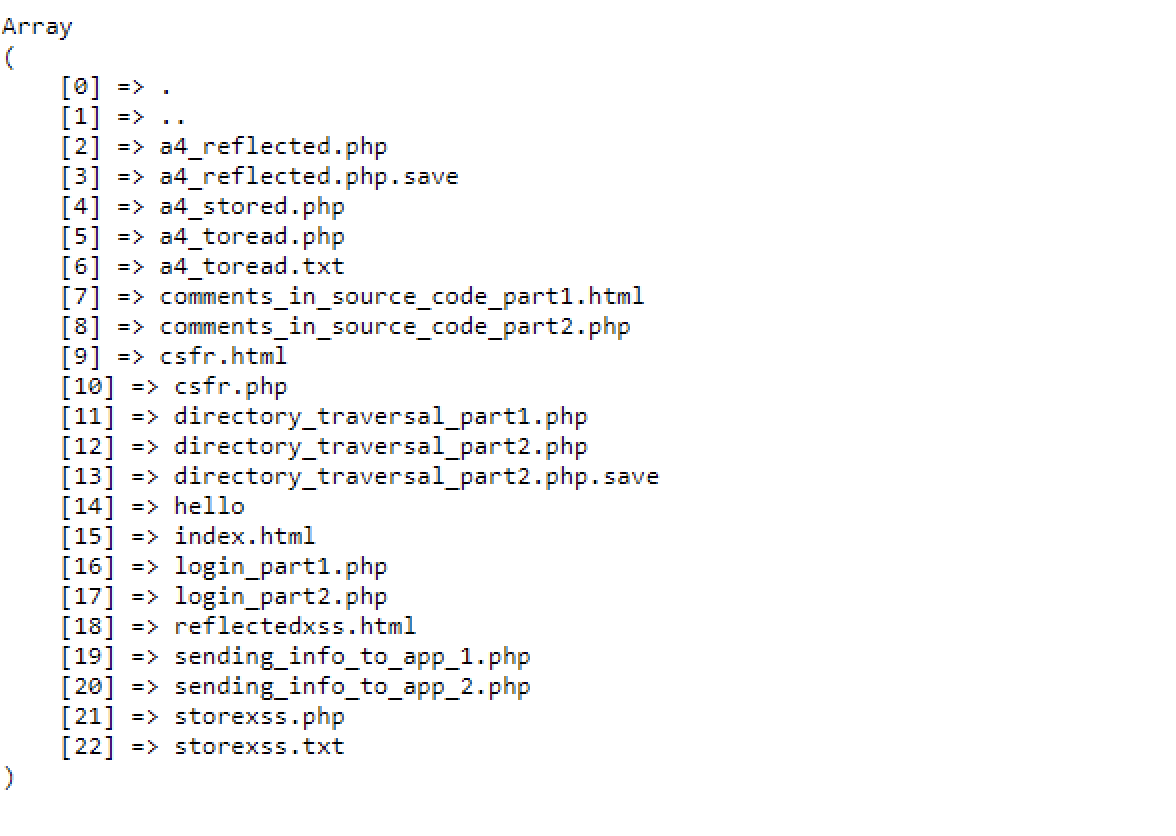 Array
(
    [0] => .
    [1] => ..
    [2] => a4_reflected.php
    [3] => a4_reflected.php.save
    [4] => a4_stored.php
    [5] => a4_toread.php
    [6] => a4_toread.txt
    [7] => comments_in_source_code_part1.html
    [8] => comments_in_source_code_part2.php
    [9] => csfr.html
    [10] => csfr.php
    [11] => directory_traversal_part1.php
    [12] => directory_traversal_part2.php
    [13] => directory_traversal_part2.php.save
    [14] => hello
    [15] => index.html
    [16] => login_part1.php
    [17] => login_part2.php
    [18] => reflectedxss.html
    [19] => sending_info_to_app_1.php
    [20] => sending_info_to_app_2.php
    [21] => storexss.php
    [22] => storexss.txt
)